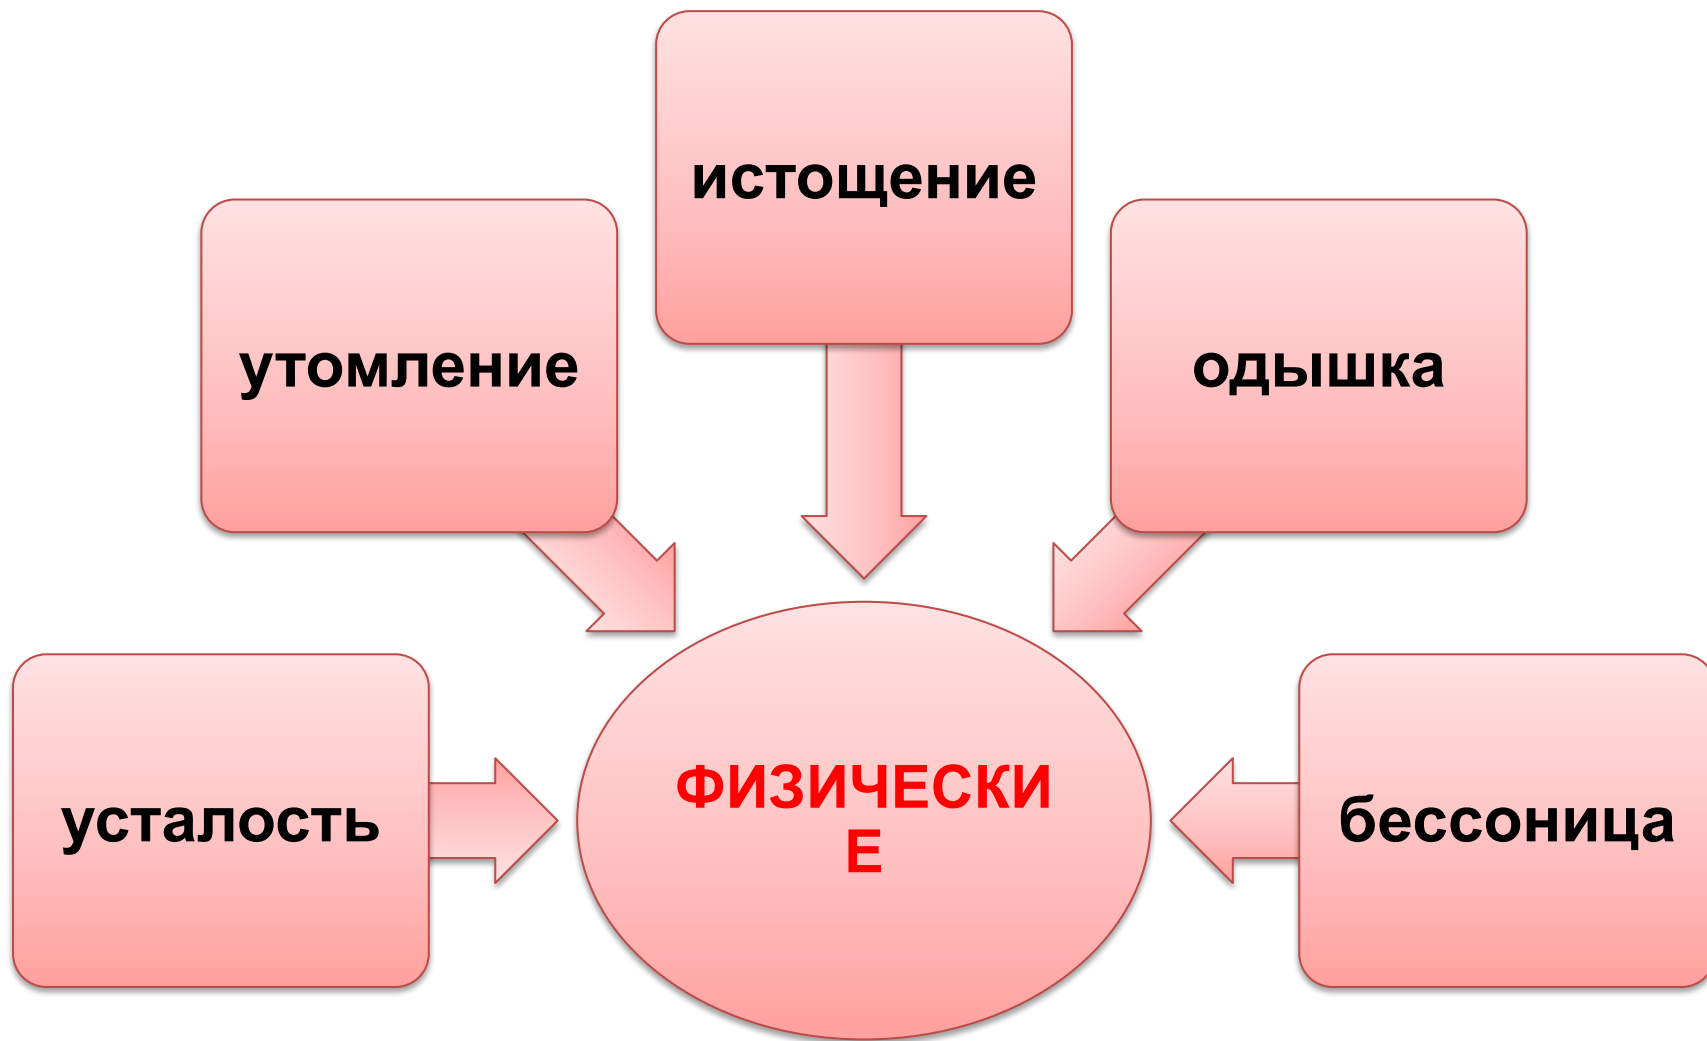 истощение
утомление
одышка
ФИЗИЧЕСКИ
Е
усталость
бессоница